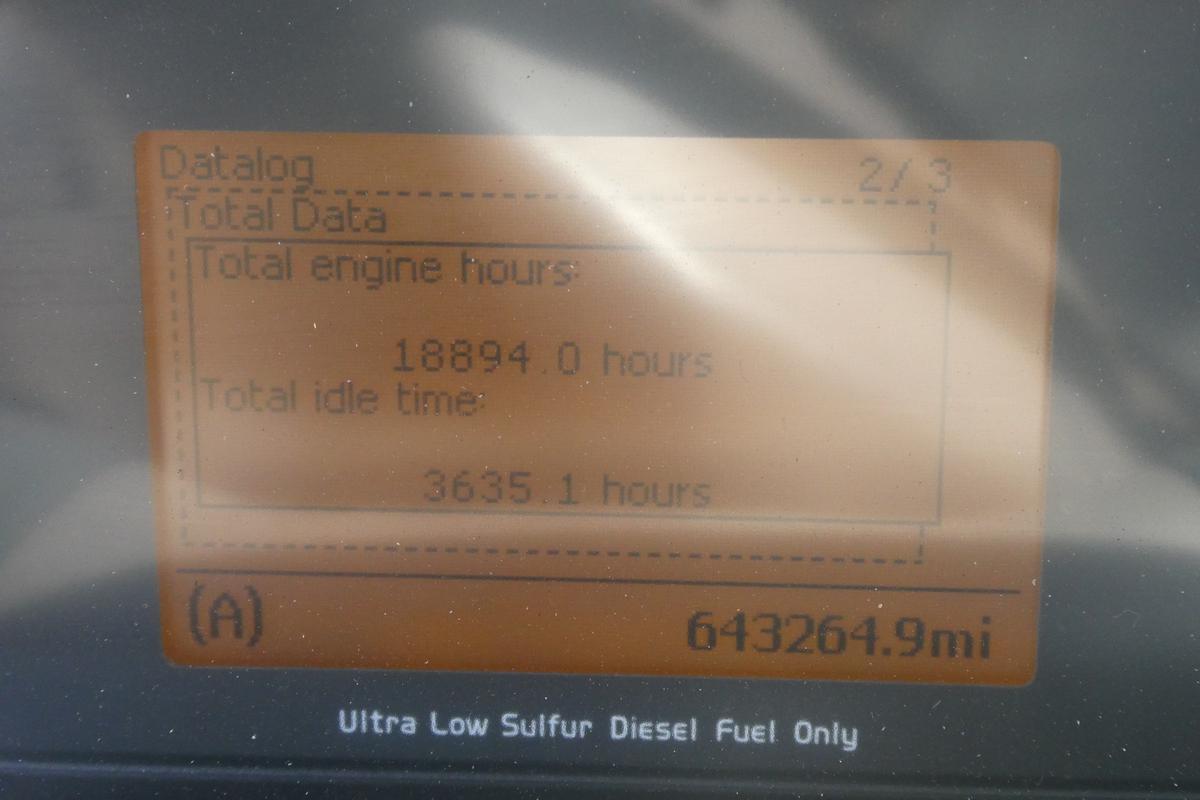 Datalog 2/3
Total Data
Total engine hours:
18894.0 hours
Total idle time:
3635.1 hours
(A) 643264.9mi
Ultra Low Sulfur Diesel Fuel Only